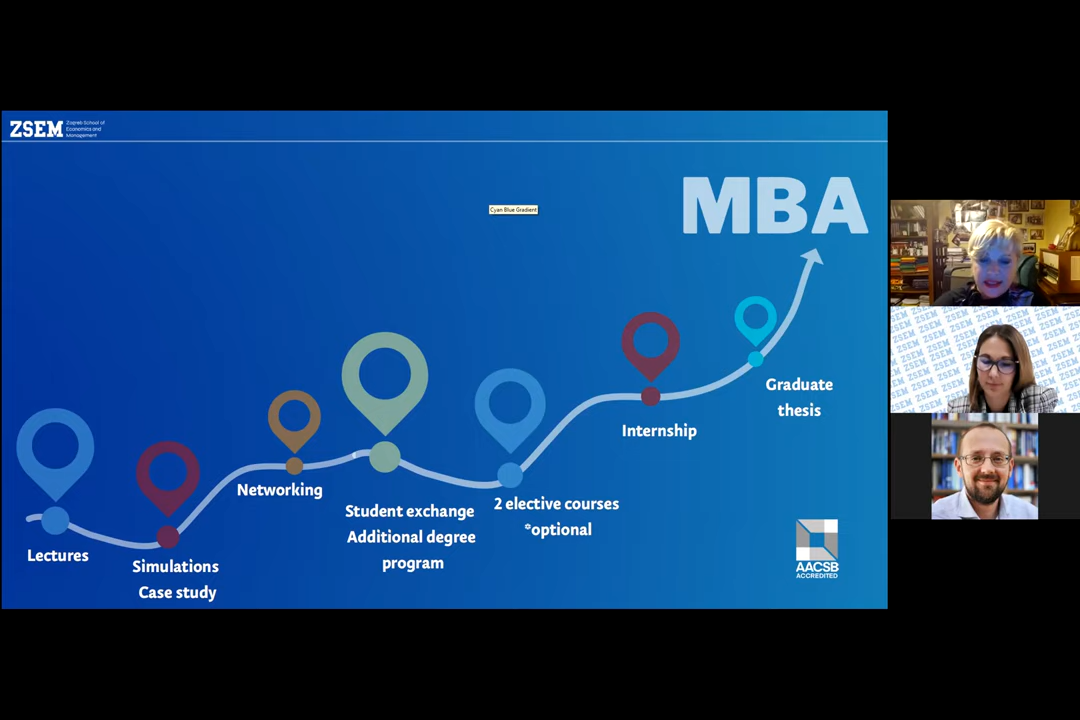 ZSEM
Zagreb School of
Economics and
Management
Cyan Blue Gradient
MBA
Graduate
thesis
Internship
Networking
2 elective courses
*optional
Student exchange
Additional degree
program
Lectures
Simulations
Case study
AACSB
ACCREDITED